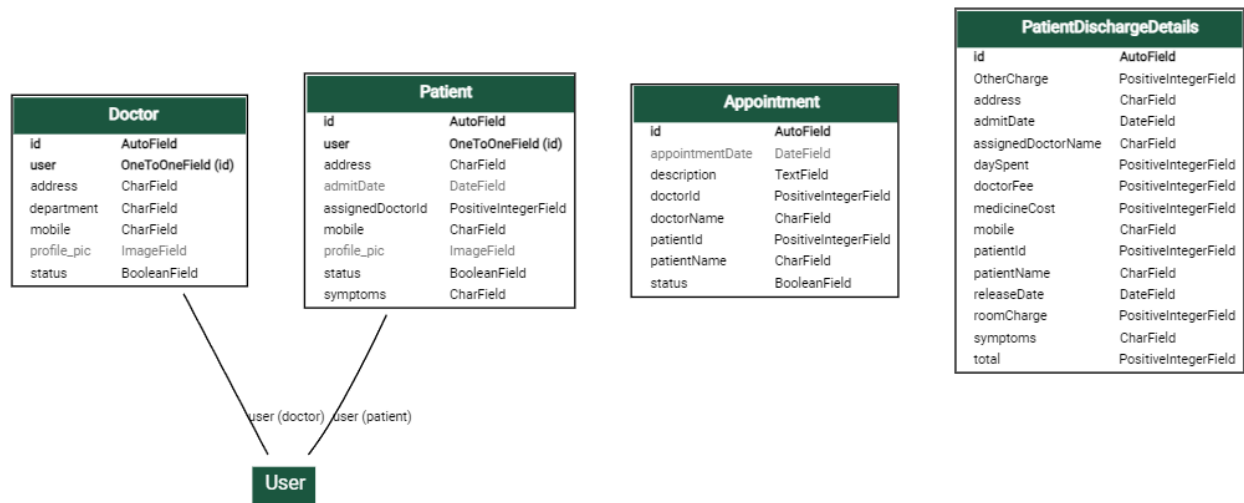 Doctor
id AutoField
user OneToOneField (id)
address CharField
department CharField
mobile CharField
profile_pic ImageField
status BooleanField
Patient
id AutoField
user OneToOneField (id)
address CharField
admitDate DateField
assignedDoctorId PositiveIntegerField
mobile CharField
profile_pic ImageField
status BooleanField
symptoms CharField
Appointment
id AutoField
appointmentDate DateField
description TextField
doctorId PositiveIntegerField
doctorName CharField
patientId PositiveIntegerField
patientName CharField
status BooleanField
PatientDischargeDetails
id AutoField
OtherCharge PositiveIntegerField
address CharField
admitDate DateField
assignedDoctorName CharField
daySpent PositiveIntegerField
doctorFee PositiveIntegerField
medicineCost PositiveIntegerField
mobile CharField
patientId PositiveIntegerField
patientName CharField
releaseDate DateField
roomCharge PositiveIntegerField
symptoms CharField
total PositiveIntegerField
user (doctor) user (patient)
User